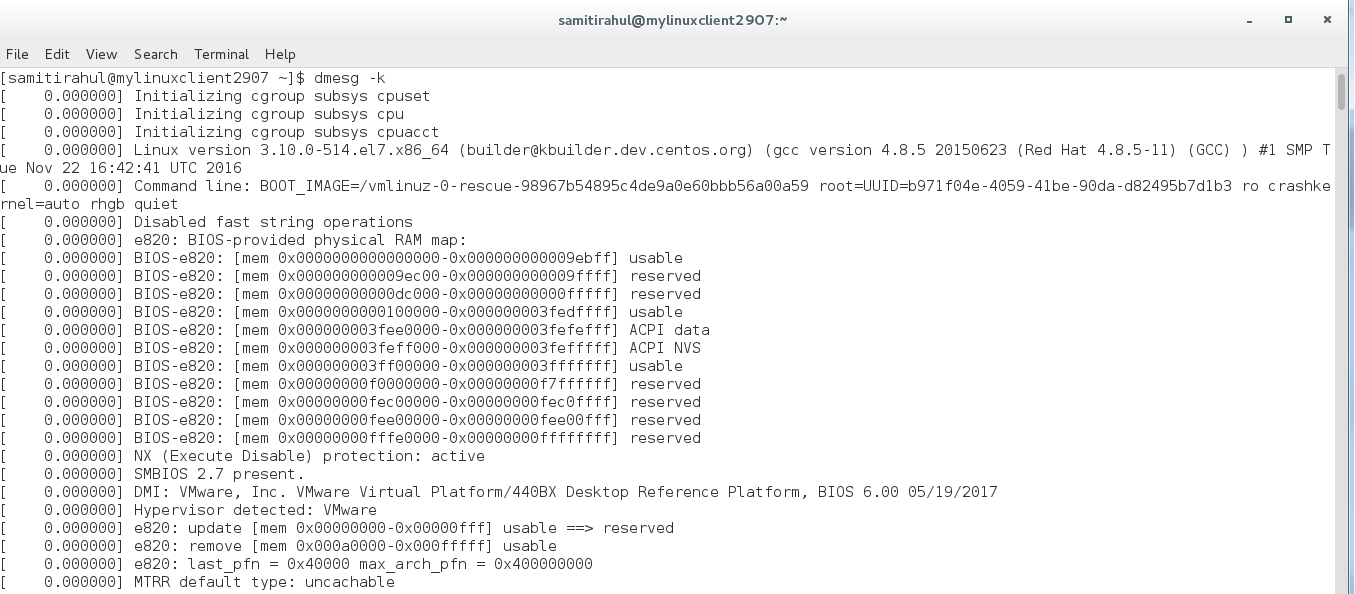 samitirahul@mylinuxclient2907:~
File Edit View Search Terminal Help
[samitirahul@mylinuxclient2907 ~]$ dmesg -k
[    0.000000] Initializing cgroup subsys cpuset
[    0.000000] Initializing cgroup subsys cpu
[    0.000000] Initializing cgroup subsys cpuacct
[    0.000000] Linux version 3.10.0-514.el7.x86_64 (builder@kbuilder.dev.centos.org) (gcc version 4.8.5 20150623 (Red Hat 4.8.5-11) (GCC) ) #1 SMP T
ue Nov 22 16:42:41 UTC 2016
[    0.000000] Command line: BOOT_IMAGE=/vmlinuz-0-rescue-98967b54895c4de9a0e60bbb56a00a59 root=UUID=b971f04e-4059-41be-90da-d82495b7d1b3 ro crashke
rnel=auto rhgb quiet
[    0.000000] Disabled fast string operations
[    0.000000] e820: BIOS-provided physical RAM map:
[    0.000000] BIOS-e820: [mem 0x0000000000000000-0x000000000009ebff] usable
[    0.000000] BIOS-e820: [mem 0x000000000009ec00-0x000000000009ffff] reserved
[    0.000000] BIOS-e820: [mem 0x00000000000dc000-0x00000000000fffff] reserved
[    0.000000] BIOS-e820: [mem 0x0000000000100000-0x000000003fedffff] usable
[    0.000000] BIOS-e820: [mem 0x000000003fee0000-0x000000003fefefff] ACPI data
[    0.000000] BIOS-e820: [mem 0x000000003feff000-0x000000003fefffff] ACPI NVS
[    0.000000] BIOS-e820: [mem 0x000000003ff00000-0x000000003fffffff] usable
[    0.000000] BIOS-e820: [mem 0x00000000f0000000-0x00000000f7ffffff] reserved
[    0.000000] BIOS-e820: [mem 0x00000000fec00000-0x00000000fec0ffff] reserved
[    0.000000] BIOS-e820: [mem 0x00000000fee00000-0x00000000fee00fff] reserved
[    0.000000] BIOS-e820: [mem 0x00000000fffe0000-0x00000000ffffffff] reserved
[    0.000000] NX (Execute Disable) protection: active
[    0.000000] SMBIOS 2.7 present.
[    0.000000] DMI: VMware, Inc. VMware Virtual Platform/440BX Desktop Reference Platform, BIOS 6.00 05/19/2017
[    0.000000] Hypervisor detected: VMware
[    0.000000] e820: update [mem 0x00000000-0x00000fff] usable ==> reserved
[    0.000000] e820: remove [mem 0x000a0000-0x000fffff] usable
[    0.000000] e820: last_pfn = 0x40000 max_arch_pfn = 0x400000000
[    0.000000] MTRR default type: uncachable